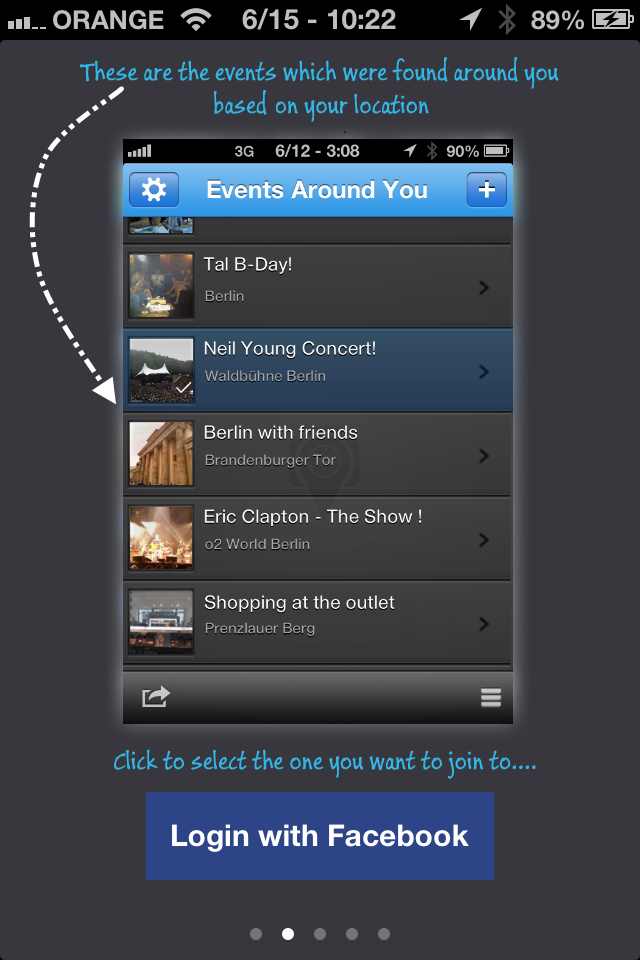 ORANGE 6/15 - 10:22 89%
These are the events which were found around you
based on your location
3G 6/12 - 3:08 90%
Events Around You +
Tal B-Day!
Berlin
Neil Young Concert!
Waldbühne Berlin
Berlin with friends
Brandenburger Tor
Eric Clapton - The Show !
o2 World Berlin
Shopping at the outlet
Prenzlauer Berg
Click to select the one you want to join to....
Login with Facebook